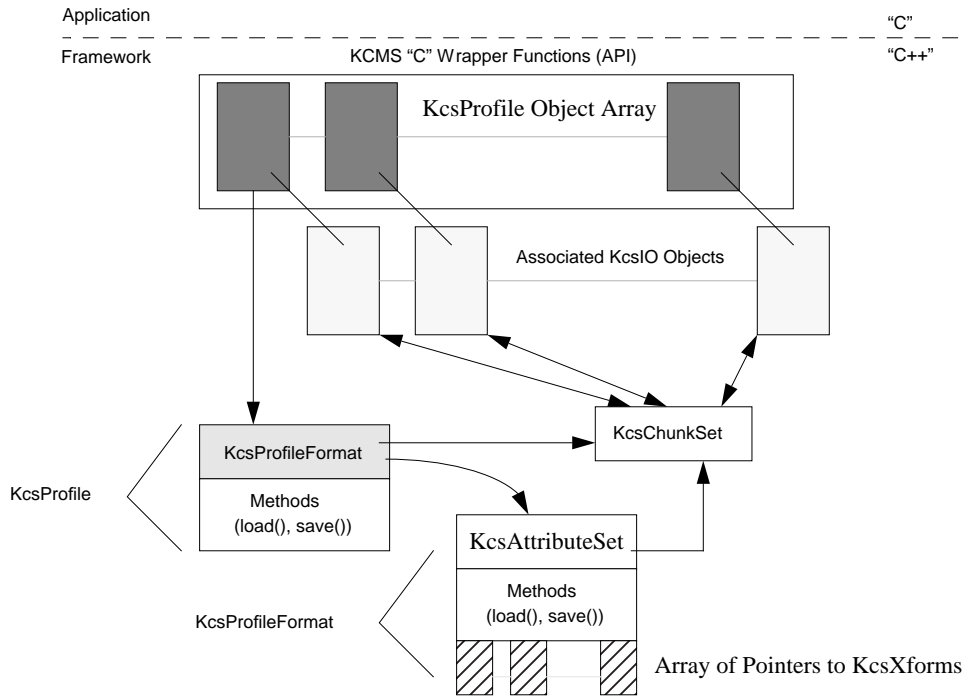 Application
“C”
Framework
KCMS “C” Wrapper Functions (API)
“C++”
KcsProfile Object Array
Associated KcsIO Objects
KcsChunkSet
KcsProfileFormat
KcsProfile
Methods
(load(), save())
KcsAttributeSet
Methods
(load(), save())
KcsProfileFormat
Array of Pointers to KcsXforms